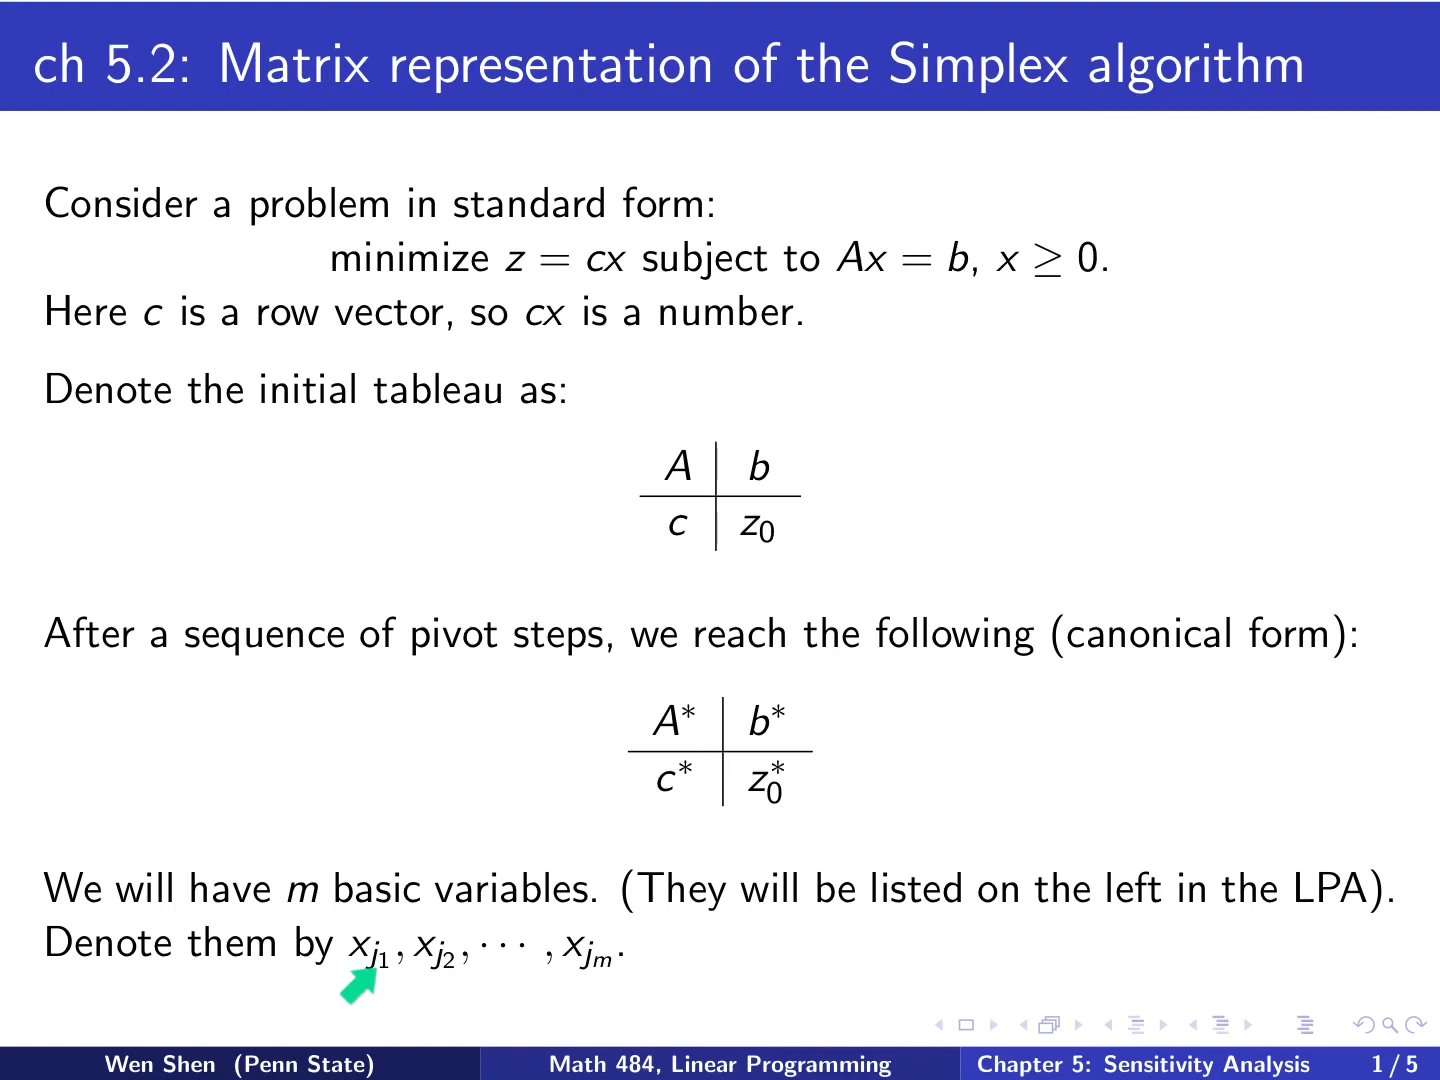 ch 5.2: Matrix representation of the Simplex algorithm
Consider a problem in standard form:
minimize z = cx subject to Ax = b, x ≥ 0.
Here c is a row vector, so cx is a number.
Denote the initial tableau as:
A | b
c | z₀
After a sequence of pivot steps, we reach the following (canonical form):
A* | b*
c* | z₀*
We will have m basic variables. (They will be listed on the left in the LPA).
Denote them by x_{j₁}, x_{j₂}, ⋯ , x_{jₘ}.
Wen Shen (Penn State) Math 484, Linear Programming Chapter 5: Sensitivity Analysis 1 / 5